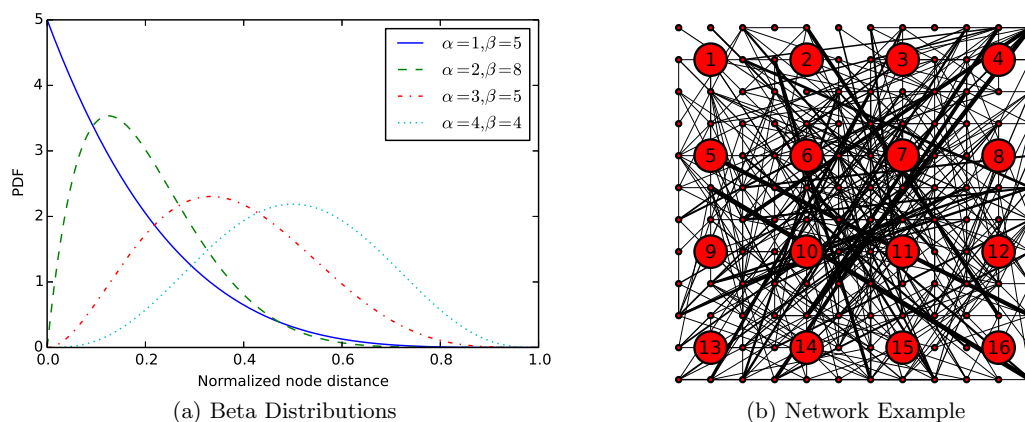 5
4
3
2
1
0
PDF
α=1,β=5
α=2,β=8
α=3,β=5
α=4,β=4
0.0 0.2 0.4 0.6 0.8 1.0
Normalized node distance
(a) Beta Distributions
1 2 3 4
5 6 7 8
9 10 11 12
13 14 15 16
(b) Network Example